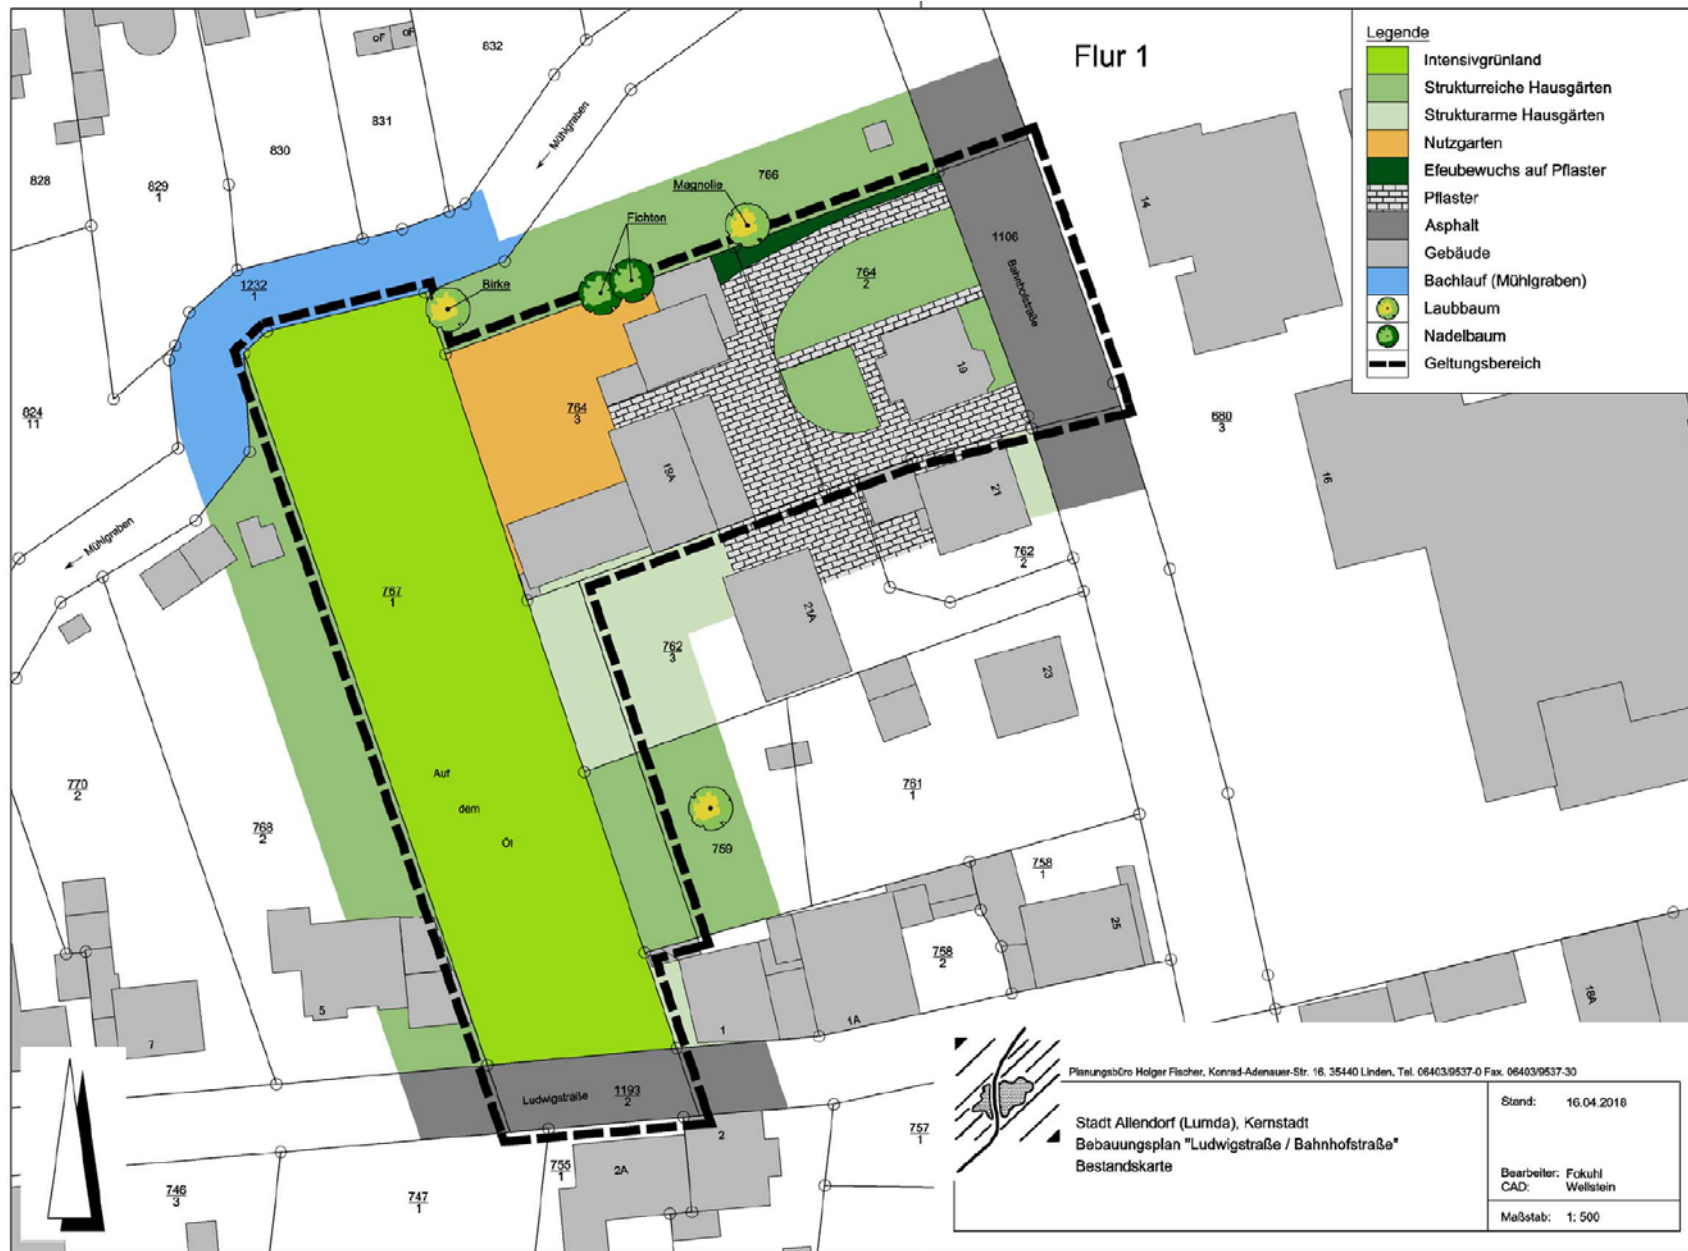 Flur 1
Legende
Intensivgrünland
Strukturreiche Hausgärten
Strukturarme Hausgärten
Nutzgarten
Efeubewuchs auf Pflaster
Pflaster
Asphalt
Gebäude
Bachlauf (Mühlgraben)
Laubbaum
Nadelbaum
Geltungsbereich
oF
oF
832
831
830
829
1
828
Mühlgraben
766
Magnolie
Fichten
Birke
1232
1
824
11
764
2
1106
Bahnhofstraße
14
19
764
3
19A
21
680
3
16
Mühlgraben
762
2
767
1
21A
762
3
23
770
2
768
2
Auf
dem
Öl
761
1
759
758
1
25
758
2
5
7
1
1A
18A
Ludwigstraße
1193
2
2
2A
755
1
757
1
746
3
747
1
Planungsbüro Holger Fischer, Konrad-Adenauer-Str. 16, 35440 Linden, Tel. 06403/9537-0 Fax. 06403/9537-30
Stadt Allendorf (Lumda), Kernstadt
Bebauungsplan "Ludwigstraße / Bahnhofstraße"
Bestandskarte
Stand: 16.04.2018
Bearbeiter: Fokuhl
CAD: Wellstein
Maßstab: 1: 500